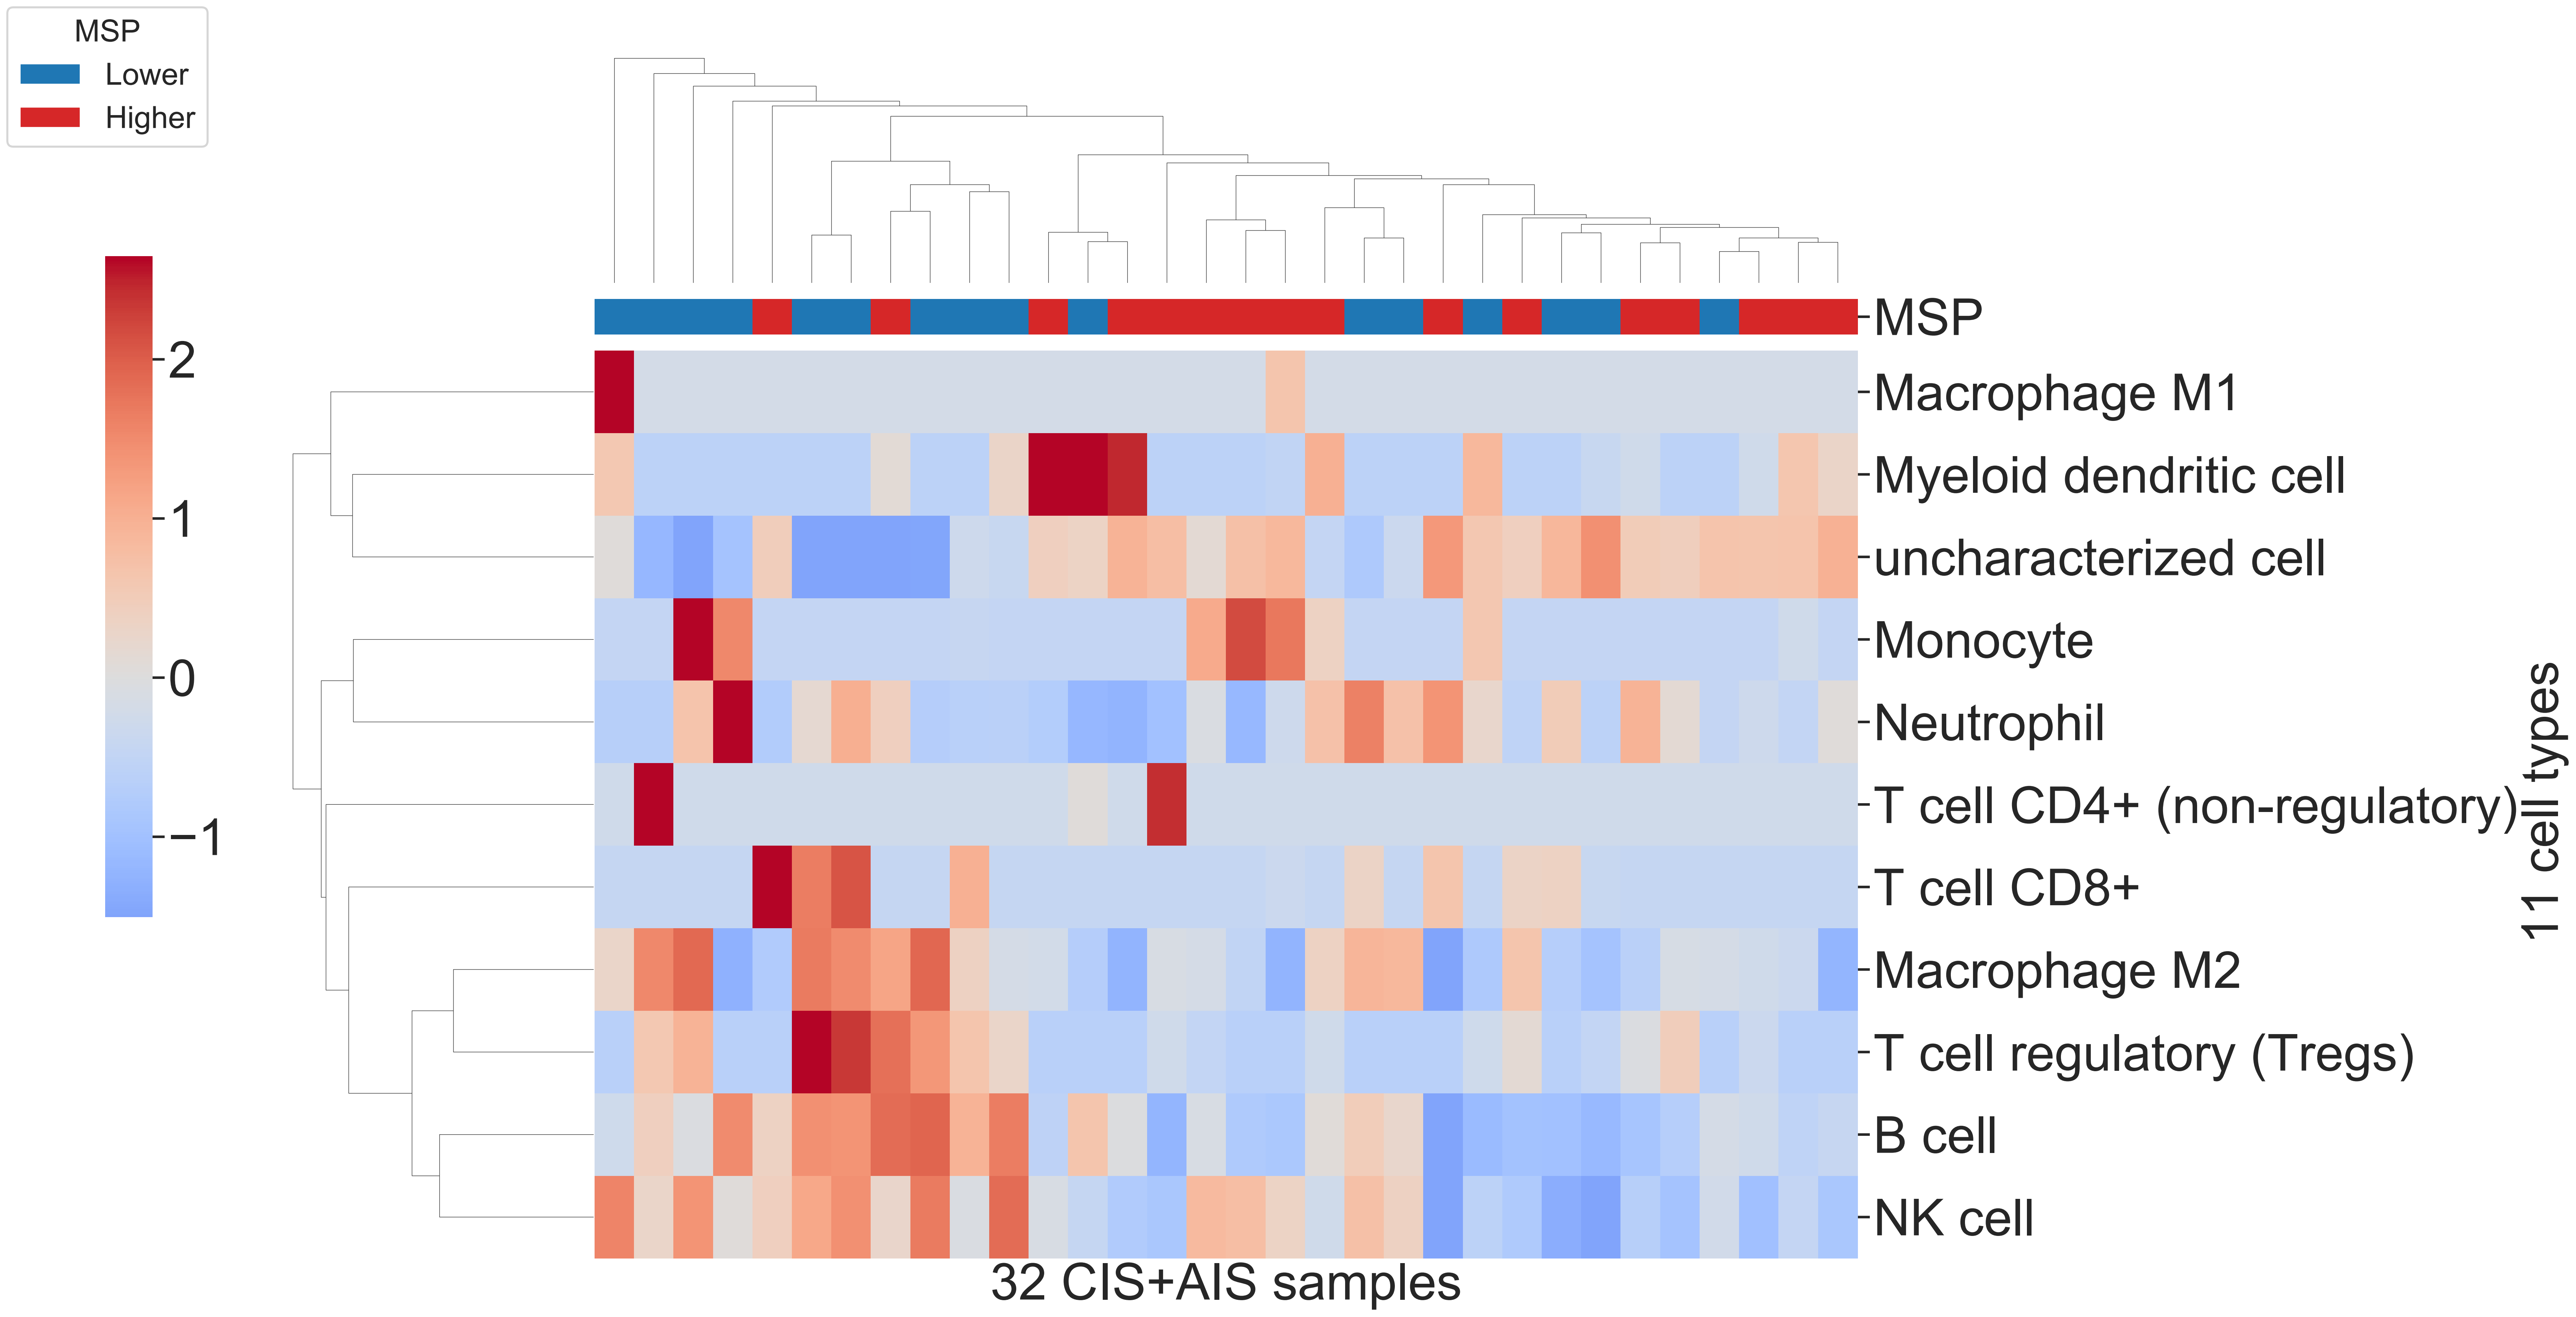 MSP
Lower
Higher
2
1
0
−1
MSP
Macrophage M1
Myeloid dendritic cell
uncharacterized cell
Monocyte
Neutrophil
T cell CD4+ (non-regulatory)
T cell CD8+
Macrophage M2
T cell regulatory (Tregs)
B cell
NK cell
11 cell types
32 CIS+AIS samples